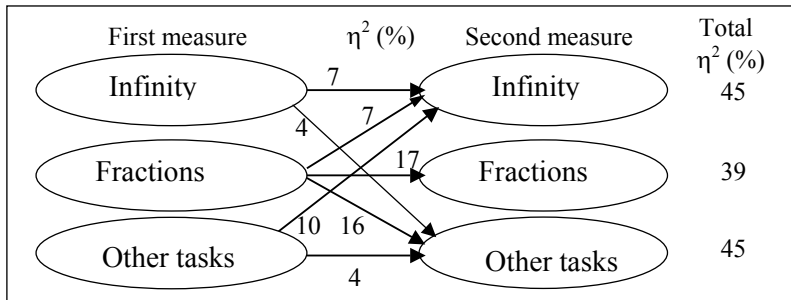 First measure η² (%) Second measure Total
η² (%)
Infinity 7 Infinity 45
4 7
Fractions 17 Fractions 39
10 16
Other tasks 4 Other tasks 45